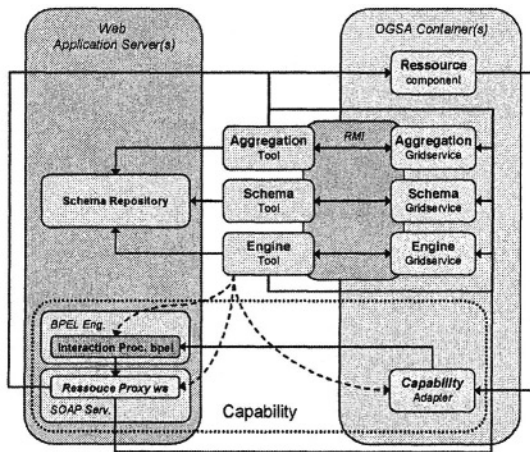 Web
Application Server(s)
OGSA Container(s)
Ressource
component
RMI
Aggregation
Tool
Aggregation
Gridservice
Schema Repository
Schema
Tool
Schema
Gridservice
Engine
Tool
Engine
Gridservice
BPEL Eng.
Interaction Proc. bpel
Ressouce Proxy ws
SOAP Serv.
Capability
Capability
Adapter